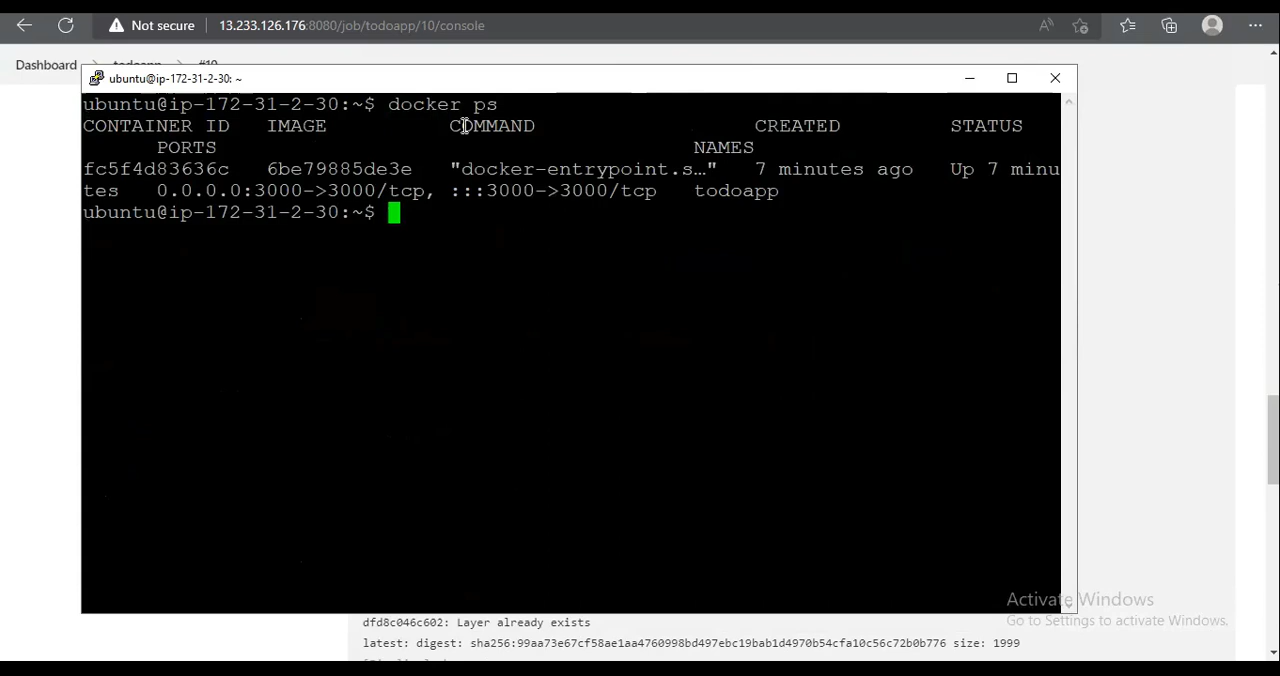 Not secure 13.233.126.176:8080/job/todoapp/10/console
Dashboard
ubuntu@ip-172-31-2-30: ~
ubuntu@ip-172-31-2-30:~$ docker ps
CONTAINER ID IMAGE COMMAND CREATED STATUS
PORTS NAMES
fc5f4d83636c 6be79885de3e "docker-entrypoint.s…" 7 minutes ago Up 7 minu
tes 0.0.0.0:3000->3000/tcp, :::3000->3000/tcp todoapp
ubuntu@ip-172-31-2-30:~$
Activate Windows
Go to Settings to activate Windows.
dfd8c046c602: Layer already exists
latest: digest: sha256:99aa73e67cf58ae1aa4760998bd497ebc19bab1d4970b54cfa10c56c72b0b776 size: 1999